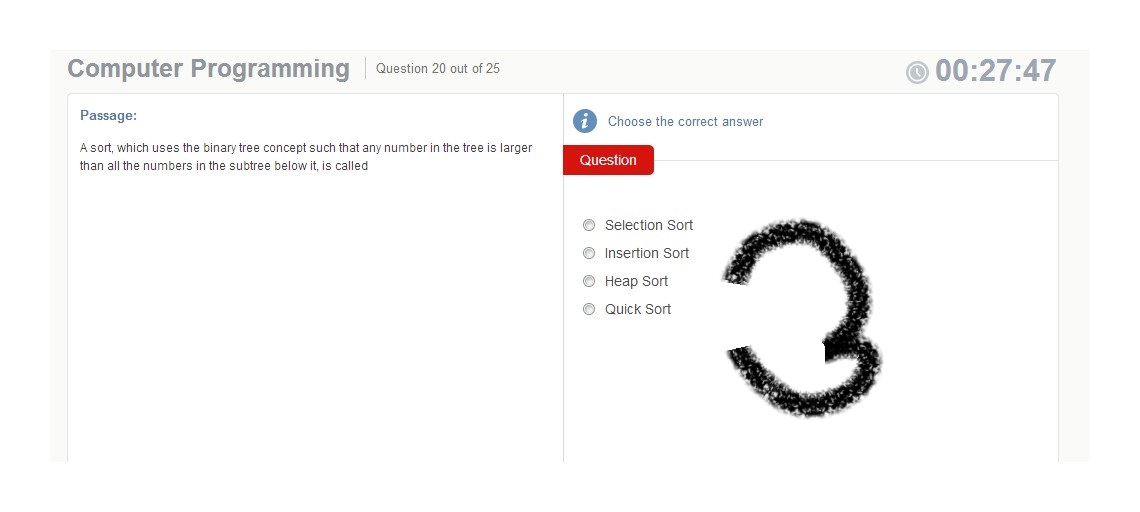 Computer Programming
Question 20 out of 25
00:27:47
Passage:
A sort, which uses the binary tree concept such that any number in the tree is larger
than all the numbers in the subtree below it, is called
Choose the correct answer
Question
Selection Sort
Insertion Sort
Heap Sort
Quick Sort
3